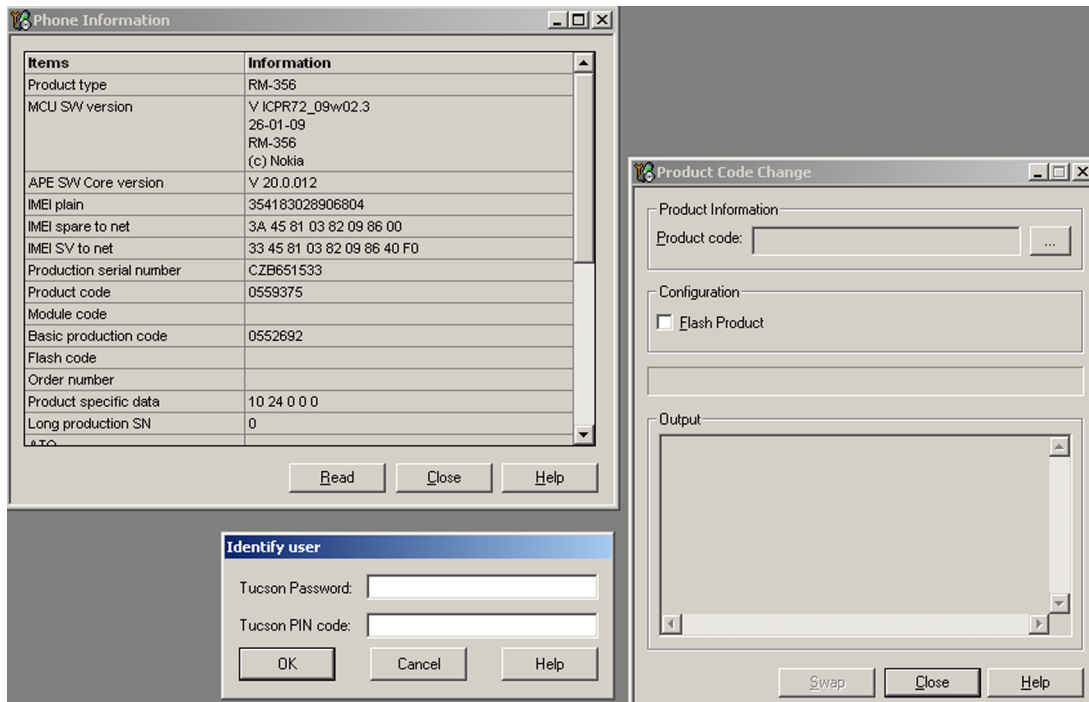 Phone Information
Items Information
Product type RM-356
MCU SW version V ICPR72_09w02.3
26-01-09
RM-356
(c) Nokia
APE SW Core version V 20.0.012
IMEI plain 354183028906804
IMEI spare to net 3A 45 81 03 82 09 86 00
IMEI SV to net 33 45 81 03 82 09 86 40 F0
Production serial number CZB651533
Product code 0559375
Module code
Basic production code 0552692
Flash code
Order number
Product specific data 10 24 0 0 0
Long production SN 0
ATO
Read Close Help
Identify user
Tucson Password:
Tucson PIN code:
OK Cancel Help
Product Code Change
Product Information
Product code: ...
Configuration
Flash Product
Output
Swap Close Help